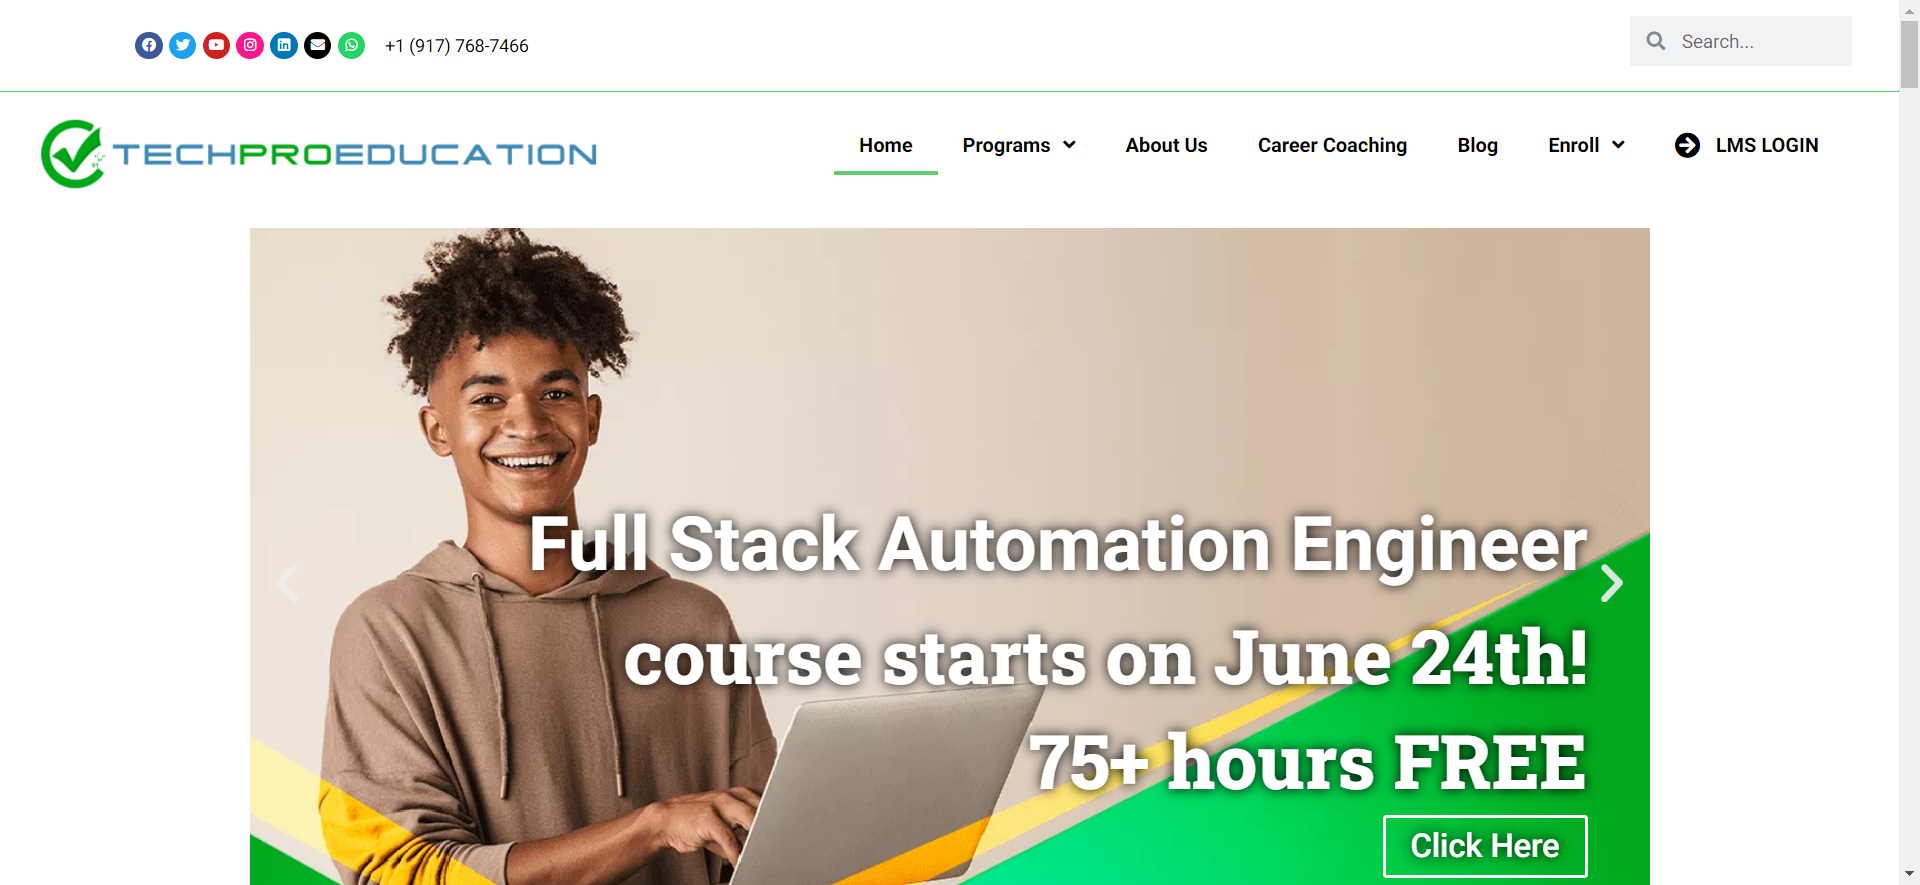 +1 (917) 768-7466
Search...
TECHPROEDUCATION
Home
Programs
About Us
Career Coaching
Blog
Enroll
LMS LOGIN
Full Stack Automation Engineer
course starts on June 24th!
75+ hours FREE
Click Here